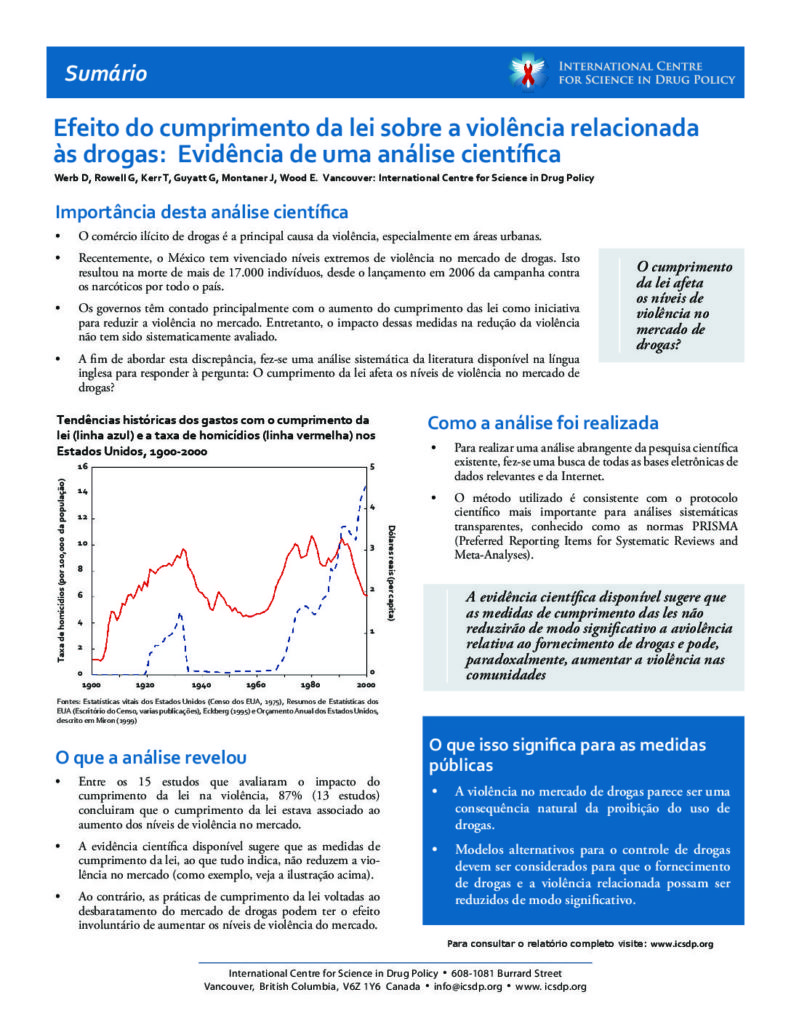 Sumário
INTERNATIONAL CENTRE
FOR SCIENCE IN DRUG POLICY
Efeito do cumprimento da lei sobre a violência relacionada
às drogas: Evidência de uma análise científica
Werb D, Rowell G, Kerr T, Guyatt G, Montaner J, Wood E. Vancouver: International Centre for Science in Drug Policy
Importância desta análise científica
• O comércio ilícito de drogas é a principal causa da violência, especialmente em áreas urbanas.
• Recentemente, o México tem vivenciado níveis extremos de violência no mercado de drogas. Isto
resultou na morte de mais de 17.000 indivíduos, desde o lançamento em 2006 da campanha contra
os narcóticos por todo o país.
• Os governos têm contado principalmente com o aumento do cumprimento das lei como iniciativa
para reduzir a violência no mercado. Entretanto, o impacto dessas medidas na redução da violência
não tem sido sistematicamente avaliado.
• A fim de abordar esta discrepância, fez-se uma análise sistemática da literatura disponível na língua
inglesa para responder à pergunta: O cumprimento da lei afeta os níveis de violência no mercado de
drogas?
O cumprimento
da lei afeta
os níveis de
violência no
mercado de
drogas?
Tendências históricas dos gastos com o cumprimento da
lei (linha azul) e a taxa de homicídios (linha vermelha) nos
Estados Unidos, 1900-2000
Taxa de homicídios (por 100,000 da população)
16
14
12
10
8
6
4
2
0
5
4
3
2
1
0
Dólares reais (per capita)
1900 1920 1940 1960 1980 2000
Fontes: Estatísticas vitais dos Estados Unidos (Censo dos EUA, 1975), Resumos de Estatísticas dos
EUA (Escritório do Censo, varias publicações), Eckberg (1995) e Orçamento Anual dos Estados Unidos,
descrito em Miron (1999)
O que a análise revelou
• Entre os 15 estudos que avaliaram o impacto do
cumprimento da lei na violência, 87% (13 estudos)
concluiram que o cumprimento da lei estava associado ao
aumento dos níveis de violência no mercado.
• A evidência científica disponível sugere que as medidas de
cumprimento da lei, ao que tudo indica, não reduzem a vio-
lência no mercado (como exemplo, veja a ilustração acima).
• Ao contrário, as práticas de cumprimento da lei voltadas ao
desbaratamento do mercado de drogas podem ter o efeito
involuntário de aumentar os níveis de violência do mercado.
Como a análise foi realizada
• Para realizar uma análise abrangente da pesquisa científica
existente, fez-se uma busca de todas as bases eletrônicas de
dados relevantes e da Internet.
• O método utilizado é consistente com o protocolo
científico mais importante para análises sistemáticas
transparentes, conhecido como as normas PRISMA
(Preferred Reporting Items for Systematic Reviews and
Meta-Analyses).
A evidência científica disponível sugere que
as medidas de cumprimento das les não
reduzirão de modo significativo a aviolência
relativa ao fornecimento de drogas e pode,
paradoxalmente, aumentar a violência nas
comunidades
O que isso significa para as medidas
públicas
• A violência no mercado de drogas parece ser uma
consequência natural da proibição do uso de
drogas.
• Modelos alternativos para o controle de drogas
devem ser considerados para que o fornecimento
de drogas e a violência relacionada possam ser
reduzidos de modo significativo.
Para consultar o relatório completo visite: www.icsdp.org
International Centre for Science in Drug Policy • 608-1081 Burrard Street
Vancouver, British Columbia, V6Z 1Y6 Canada • info@icsdp.org • www. icsdp.org